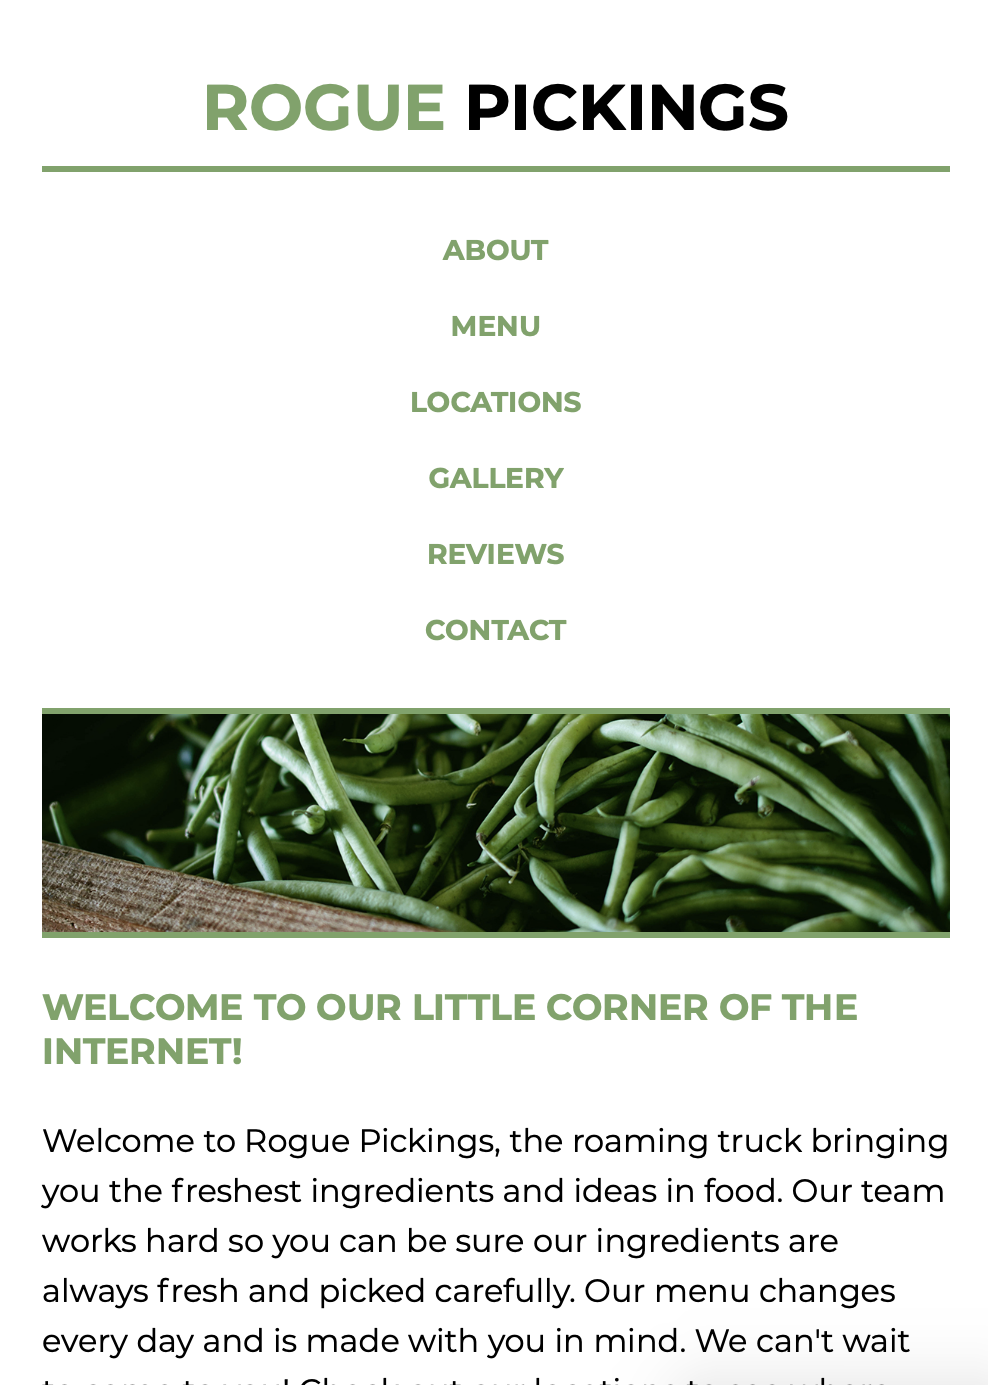 ROGUE PICKINGS
ABOUT
MENU
LOCATIONS
GALLERY
REVIEWS
CONTACT
WELCOME TO OUR LITTLE CORNER OF THE
INTERNET!
Welcome to Rogue Pickings, the roaming truck bringing
you the freshest ingredients and ideas in food. Our team
works hard so you can be sure our ingredients are
always fresh and picked carefully. Our menu changes
every day and is made with you in mind. We can't wait